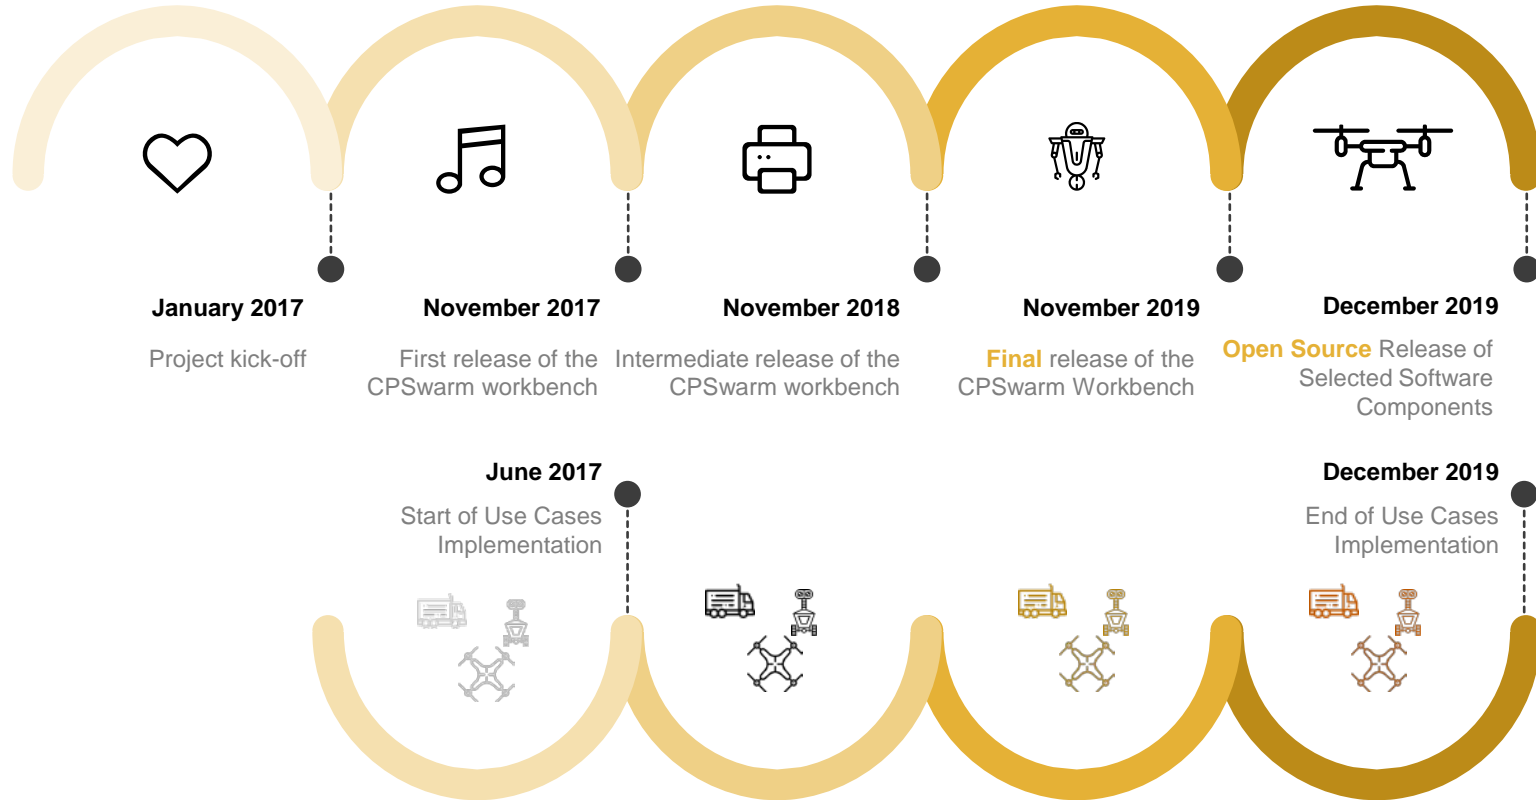 January 2017
Project kick-off
November 2017
First release of the
CPSwarm workbench
November 2018
Intermediate release of the
CPSwarm workbench
November 2019
Final release of the
CPSwarm Workbench
December 2019
Open Source Release of
Selected Software
Components
June 2017
Start of Use Cases
Implementation
December 2019
End of Use Cases
Implementation